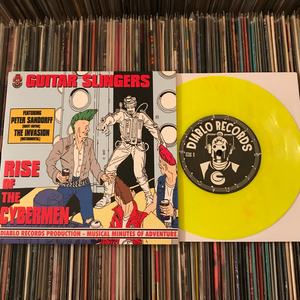 GUITAR SLINGERS
FEATURING
PETER SANDORFF
THE INVASION
(INSTRUMENTAL)
RISE
OF THE
CYBERMEN
DIABLO RECORDS PRODUCTION - MUSICAL MINUTES OF ADVENTURE
DIABLO RECORDS